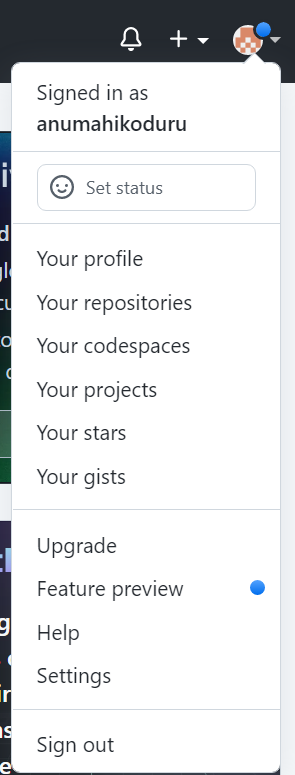 Signed in as
anumahikoduru
Set status
Your profile
Your repositories
Your codespaces
Your projects
Your stars
Your gists
Upgrade
Feature preview
Help
Settings
Sign out